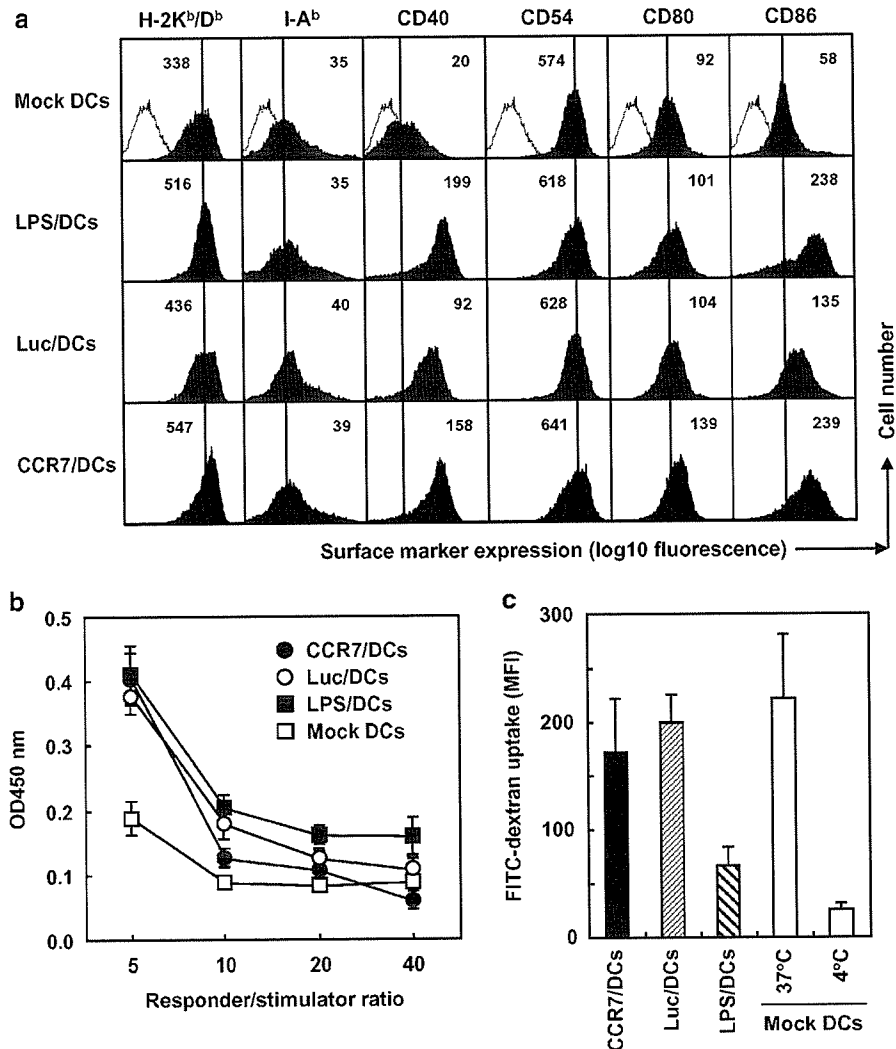 a
H-2Kᵇ/Dᵇ I-Aᵇ CD40 CD54 CD80 CD86
Mock DCs
338 35 20 574 92 58
LPS/DCs
516 35 199 618 101 238
Luc/DCs
436 40 92 628 104 135
CCR7/DCs
547 39 158 641 139 239
Cell number
Surface marker expression (log10 fluorescence)
b
OD450 nm
0.5
0.4
0.3
0.2
0.1
0.0
CCR7/DCs
Luc/DCs
LPS/DCs
Mock DCs
5 10 20 40
Responder/stimulator ratio
c
FITC-dextran uptake (MFI)
300
200
100
0
CCR7/DCs
Luc/DCs
LPS/DCs
37°C
4°C
Mock DCs